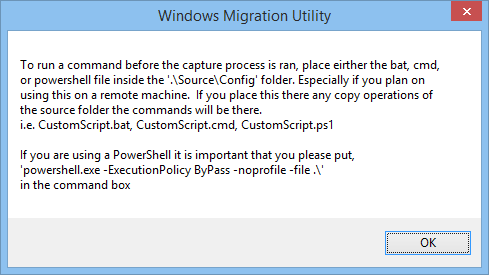 Windows Migration Utility
To run a command before the capture process is ran, place eirther the bat, cmd,
or powershell file inside the '.\Source\Config' folder. Especially if you plan on
using this on a remote machine.  If you place this there any copy operations of
the source folder the commands will be there.
i.e. CustomScript.bat, CustomScript.cmd, CustomScript.ps1
If you are using a PowerShell it is important that you please put,
'powershell.exe -ExecutionPolicy ByPass -noprofile -file .\'
in the command box
OK